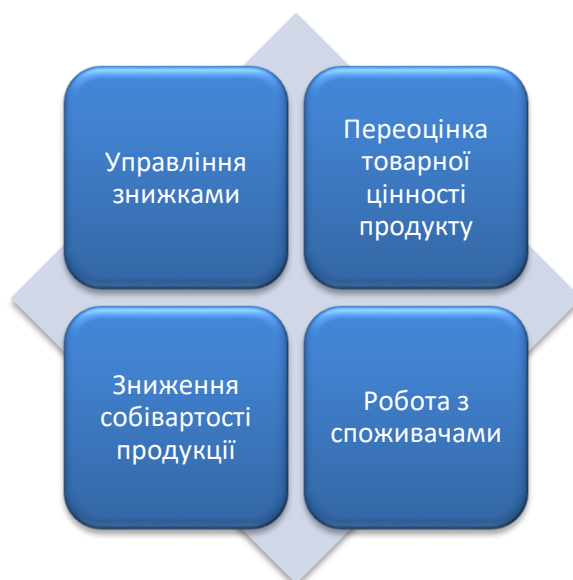 Управління
знижками
Переоцінка
товарної
цінності
продукту
Зниження
собівартості
продукції
Робота з
споживачами